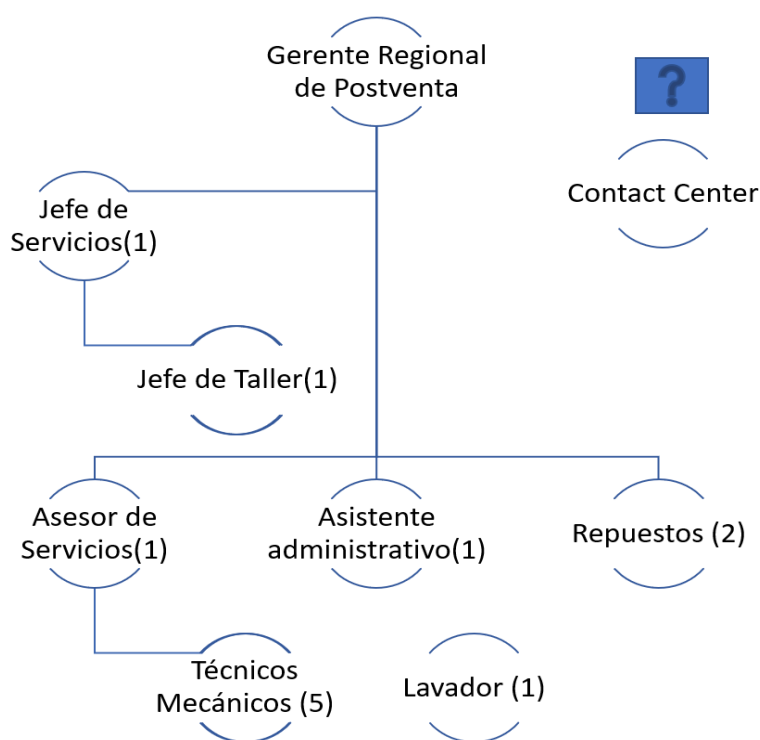 Gerente Regional
de Postventa
?
Contact Center
Jefe de
Servicios(1)
Jefe de Taller(1)
Asesor de
Servicios(1)
Asistente
administrativo(1)
Repuestos (2)
Técnicos
Mecánicos (5)
Lavador (1)